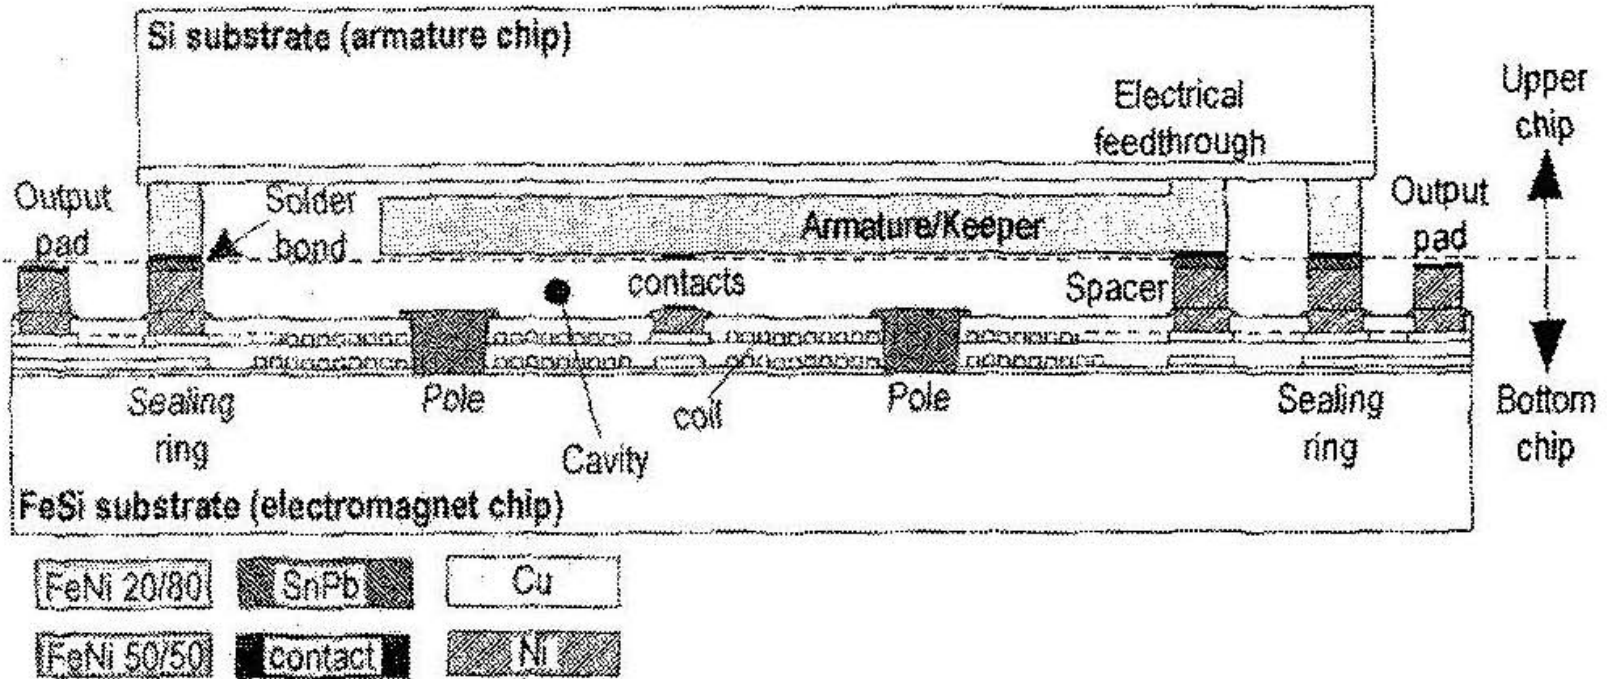 Si substrate (armature chip)
Electrical
feedthrough
Upper
chip
Output
pad
Solder
bond
Armature/Keeper
Output
pad
contacts
Spacer
Sealing
ring
Pole
coil
Pole
Sealing
ring
Bottom
chip
Cavity
FeSi substrate (electromagnet chip)
FeNi 20/80
SnPb
Cu
FeNi 50/50
contact
Ni